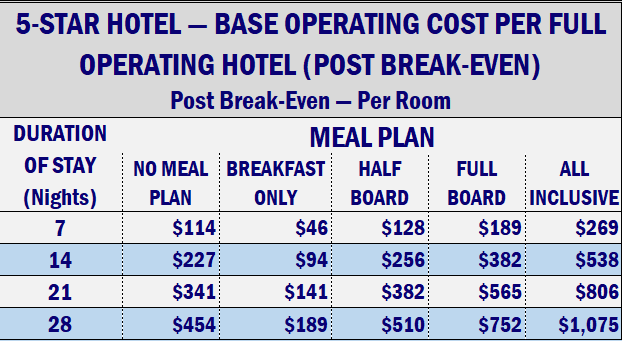 5-STAR HOTEL — BASE OPERATING COST PER FULL
OPERATING HOTEL (POST BREAK-EVEN)
Post Break-Even — Per Room
DURATION OF STAY (Nights) MEAL PLAN
NO MEAL PLAN BREAKFAST ONLY HALF BOARD FULL BOARD ALL INCLUSIVE
7 $114 $46 $128 $189 $269
14 $227 $94 $256 $382 $538
21 $341 $141 $382 $565 $806
28 $454 $189 $510 $752 $1,075